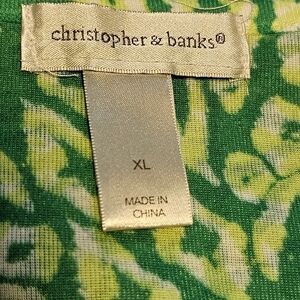 christopher & banks®
XL
MADE IN
CHINA